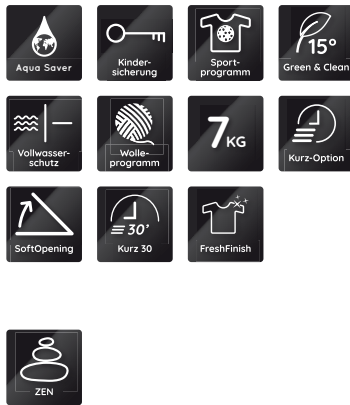 Aqua Saver
Kinder-
sicherung
Sport-
programm
15°
Green & Clean
Vollwasser-
schutz
Wolle-
programm
7KG
Kurz-Option
SoftOpening
30'
Kurz 30
FreshFinish
ZEN